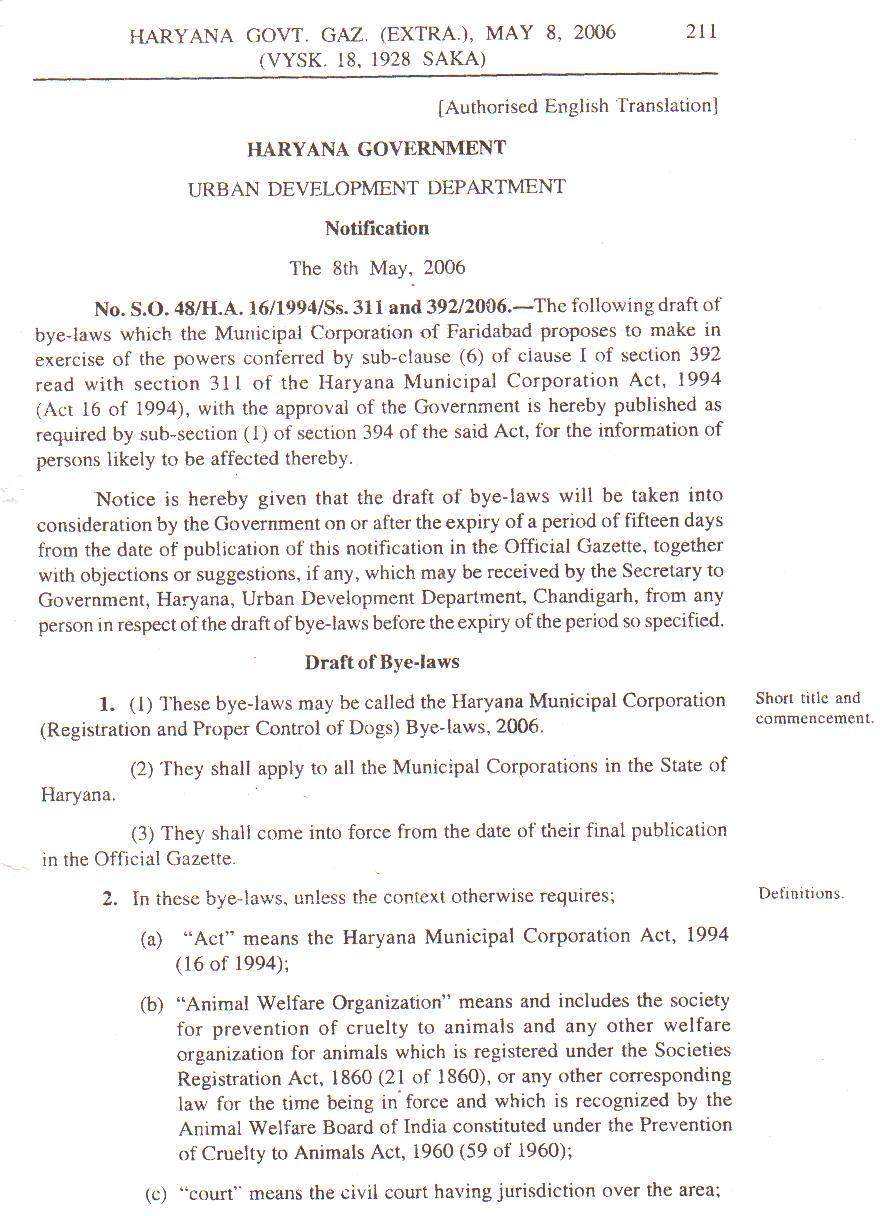 HARYANA GOVT. GAZ. (EXTRA.), MAY 8, 2006 211
(VYSK. 18, 1928 SAKA)
[Authorised English Translation]
HARYANA GOVERNMENT
URBAN DEVELOPMENT DEPARTMENT
Notification
The 8th May, 2006
No. S.O. 48/H.A. 16/1994/Ss. 311 and 392/2006.—The following draft of
bye-laws which the Municipal Corporation of Faridabad proposes to make in
exercise of the powers conferred by sub-clause (6) of clause I of section 392
read with section 311 of the Haryana Municipal Corporation Act, 1994
(Act 16 of 1994), with the approval of the Government is hereby published as
required by sub-section (1) of section 394 of the said Act, for the information of
persons likely to be affected thereby.
Notice is hereby given that the draft of bye-laws will be taken into
consideration by the Government on or after the expiry of a period of fifteen days
from the date of publication of this notification in the Official Gazette, together
with objections or suggestions, if any, which may be received by the Secretary to
Government, Haryana, Urban Development Department, Chandigarh, from any
person in respect of the draft of bye-laws before the expiry of the period so specified.
Draft of Bye-laws
1. (1) These bye-laws may be called the Haryana Municipal Corporation
(Registration and Proper Control of Dogs) Bye-laws, 2006.
Short title and
commencement.
(2) They shall apply to all the Municipal Corporations in the State of
Haryana.
(3) They shall come into force from the date of their final publication
in the Official Gazette.
2. In these bye-laws, unless the context otherwise requires;
Definitions.
(a) “Act” means the Haryana Municipal Corporation Act, 1994
(16 of 1994);
(b) “Animal Welfare Organization” means and includes the society
for prevention of cruelty to animals and any other welfare
organization for animals which is registered under the Societies
Registration Act, 1860 (21 of 1860), or any other corresponding
law for the time being in force and which is recognized by the
Animal Welfare Board of India constituted under the Prevention
of Cruelty to Animals Act, 1960 (59 of 1960);
(c) “court” means the civil court having jurisdiction over the area;